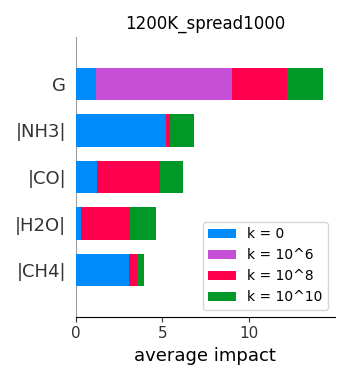 1200K_spread1000
G
|NH3|
|CO|
|H2O|
|CH4|
k = 0
k = 10^6
k = 10^8
k = 10^10
0 5 10
average impact